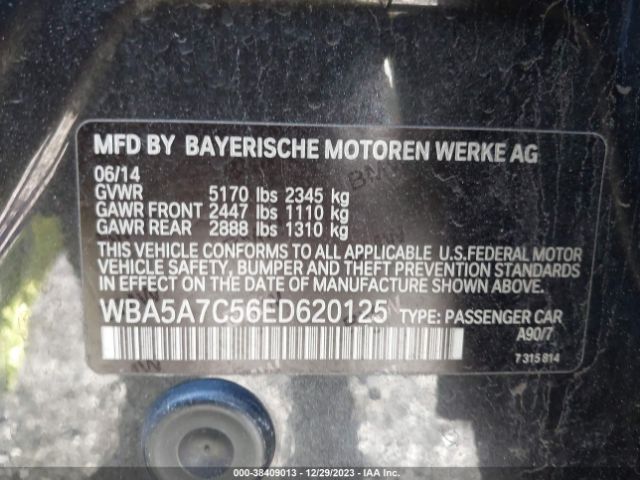 MFD BY BAYERISCHE MOTOREN WERKE AG
06/14
GVWR 5170 lbs 2345 kg
GAWR FRONT 2447 lbs 1110 kg
GAWR REAR 2888 lbs 1310 kg
THIS VEHICLE CONFORMS TO ALL APPLICABLE U.S.FEDERAL MOTOR
VEHICLE SAFETY, BUMPER AND THEFT PREVENTION STANDARDS
IN EFFECT ON THE DATE OF MANUFACTURE SHOWN ABOVE.
WBA5A7C56ED620125 TYPE: PASSENGER CAR
A90/7
7 315 814
000-38409013 - 12/29/2023 - IAA Inc.